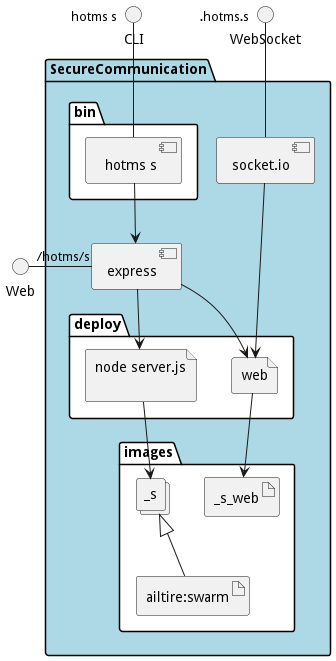 hotms s
.hotms.s
CLI
WebSocket
SecureCommunication
bin
hotms s
socket.io
/hotms/s
express
Web
deploy
node server.js
web
images
_s
_s_web
ailtire:swarm